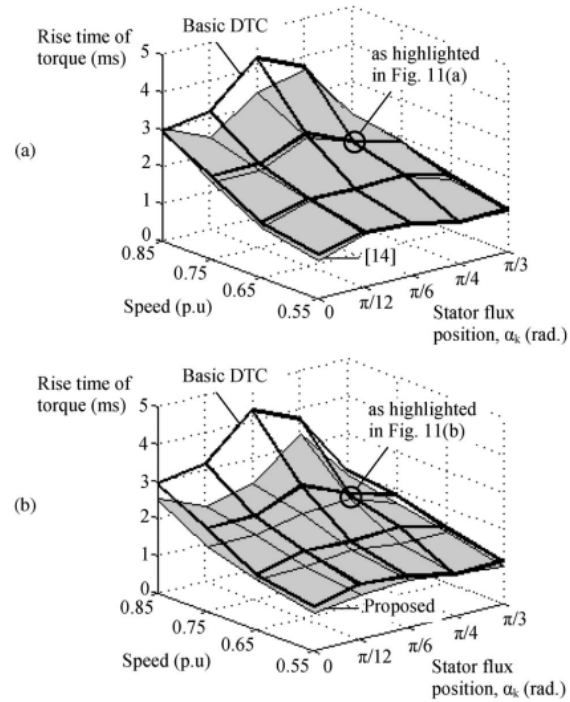 Basic DTC
Rise time of
torque (ms)
5
4
3
2
1
0
as highlighted
in Fig. 11(a)
(a)
[14]
0.85
0.75
0.65
0.55
Speed (p.u)
0
π/12
π/6
π/4
π/3
Stator flux
position, αk (rad.)
Basic DTC
Rise time of
torque (ms)
5
4
3
2
1
0
as highlighted
in Fig. 11(b)
(b)
Proposed
0.85
0.75
0.65
0.55
Speed (p.u)
0
π/12
π/6
π/4
π/3
Stator flux
position, αk (rad.)